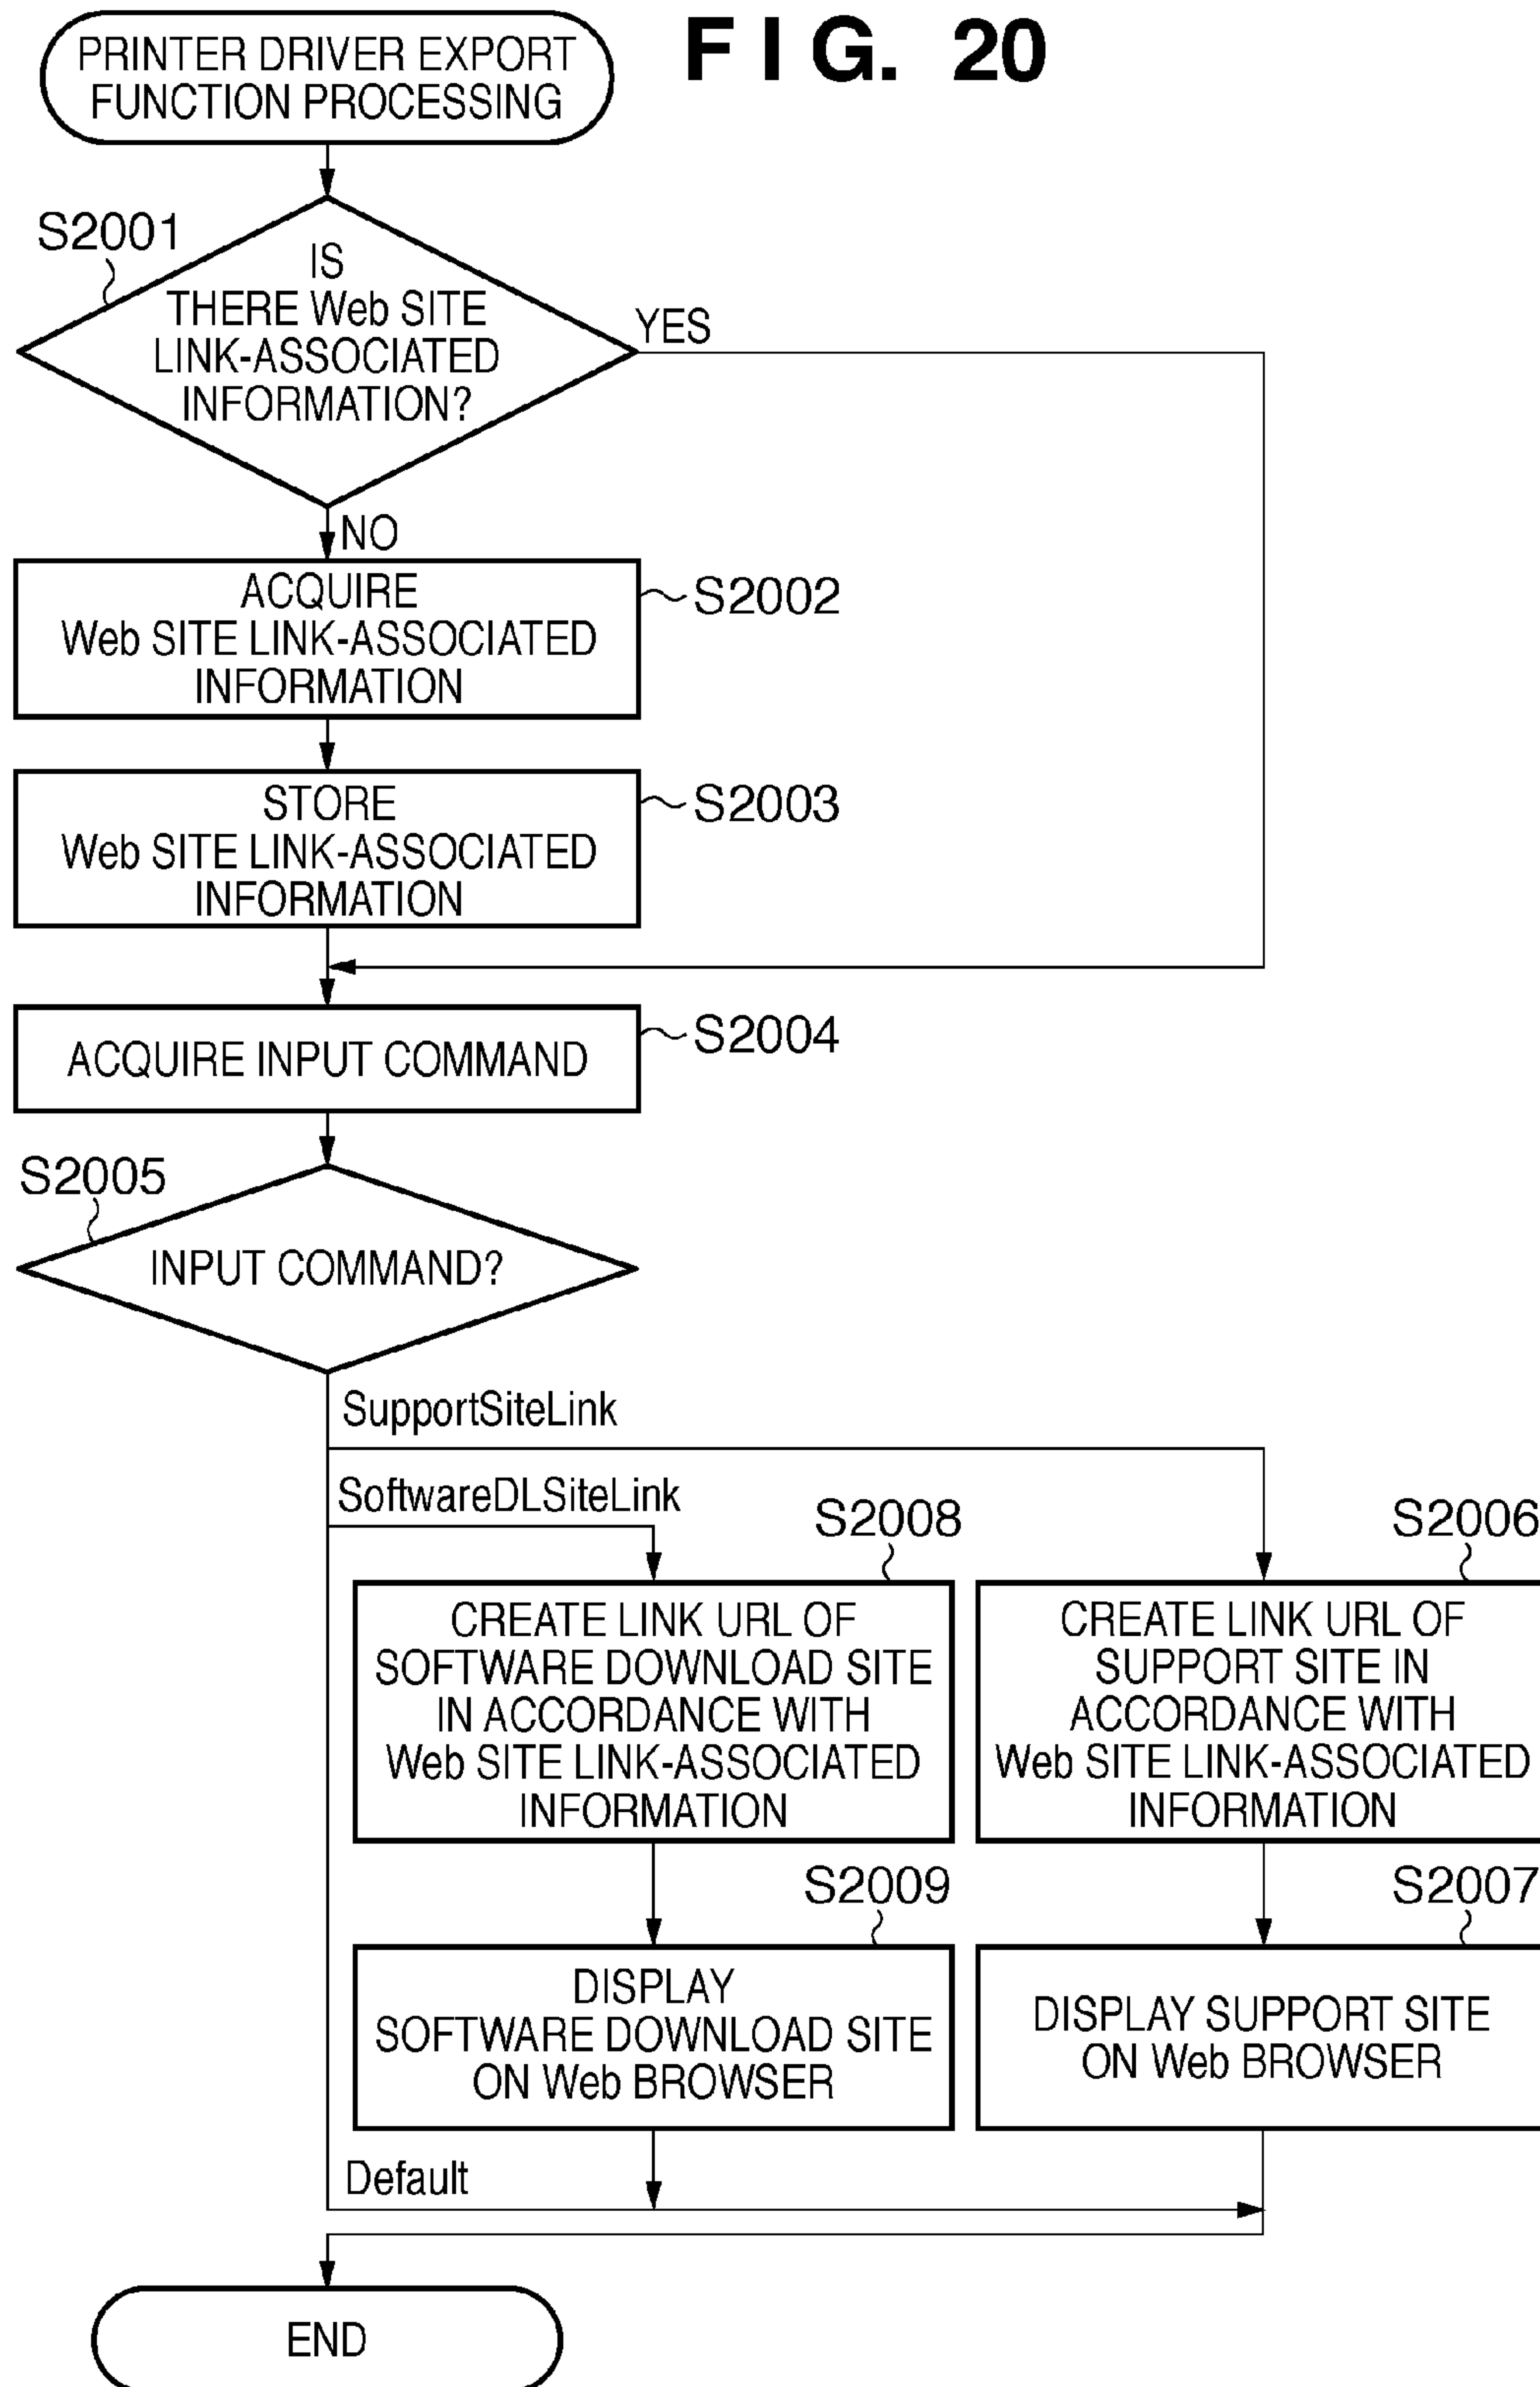 FIG. 20
PRINTER DRIVER EXPORT
FUNCTION PROCESSING
S2001
IS
THERE Web SITE
LINK-ASSOCIATED
INFORMATION?
YES
NO
ACQUIRE
Web SITE LINK-ASSOCIATED
INFORMATION
S2002
STORE
Web SITE LINK-ASSOCIATED
INFORMATION
S2003
ACQUIRE INPUT COMMAND
S2004
S2005
INPUT COMMAND?
SupportSiteLink
SoftwareDLSiteLink
S2008
CREATE LINK URL OF
SOFTWARE DOWNLOAD SITE
IN ACCORDANCE WITH
Web SITE LINK-ASSOCIATED
INFORMATION
S2006
CREATE LINK URL OF
SUPPORT SITE IN
ACCORDANCE WITH
Web SITE LINK-ASSOCIATED
INFORMATION
S2009
DISPLAY
SOFTWARE DOWNLOAD SITE
ON Web BROWSER
S2007
DISPLAY SUPPORT SITE
ON Web BROWSER
Default
END